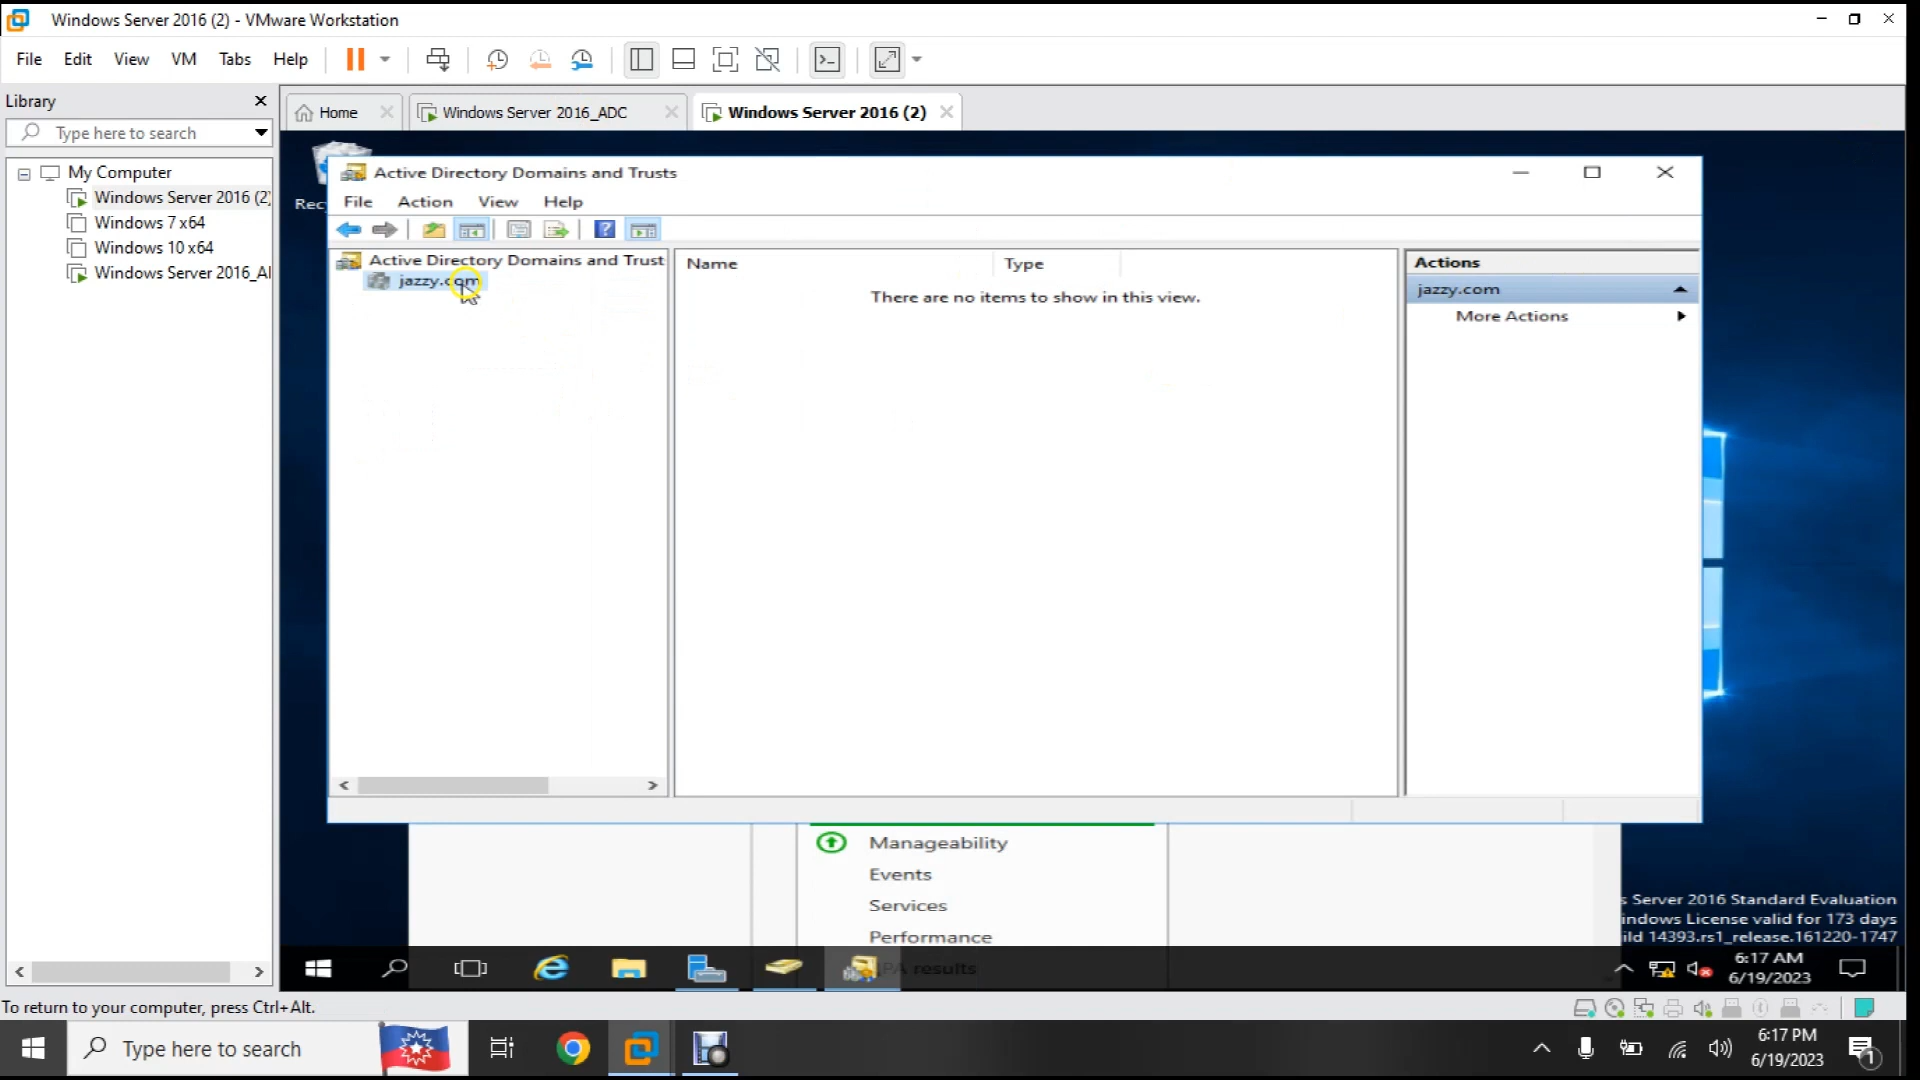 Windows Server 2016 (2) - VMware Workstation
File Edit View VM Tabs Help
Library
Type here to search
My Computer
Windows Server 2016 (2)
Windows 7 x64
Windows 10 x64
Windows Server 2016_A
Home
Windows Server 2016_ADC
Windows Server 2016 (2)
Rec
Active Directory Domains and Trusts
File Action View Help
Active Directory Domains and Trust
jazzy.com
Name Type
There are no items to show in this view.
Actions
jazzy.com
More Actions
Manageability
Events
Services
Performance
PA results
s Server 2016 Standard Evaluation
indows License valid for 173 days
ild 14393.rs1_release.161220-1747
6:17 AM
6/19/2023
To return to your computer, press Ctrl+Alt.
Type here to search
6:17 PM
6/19/2023
1